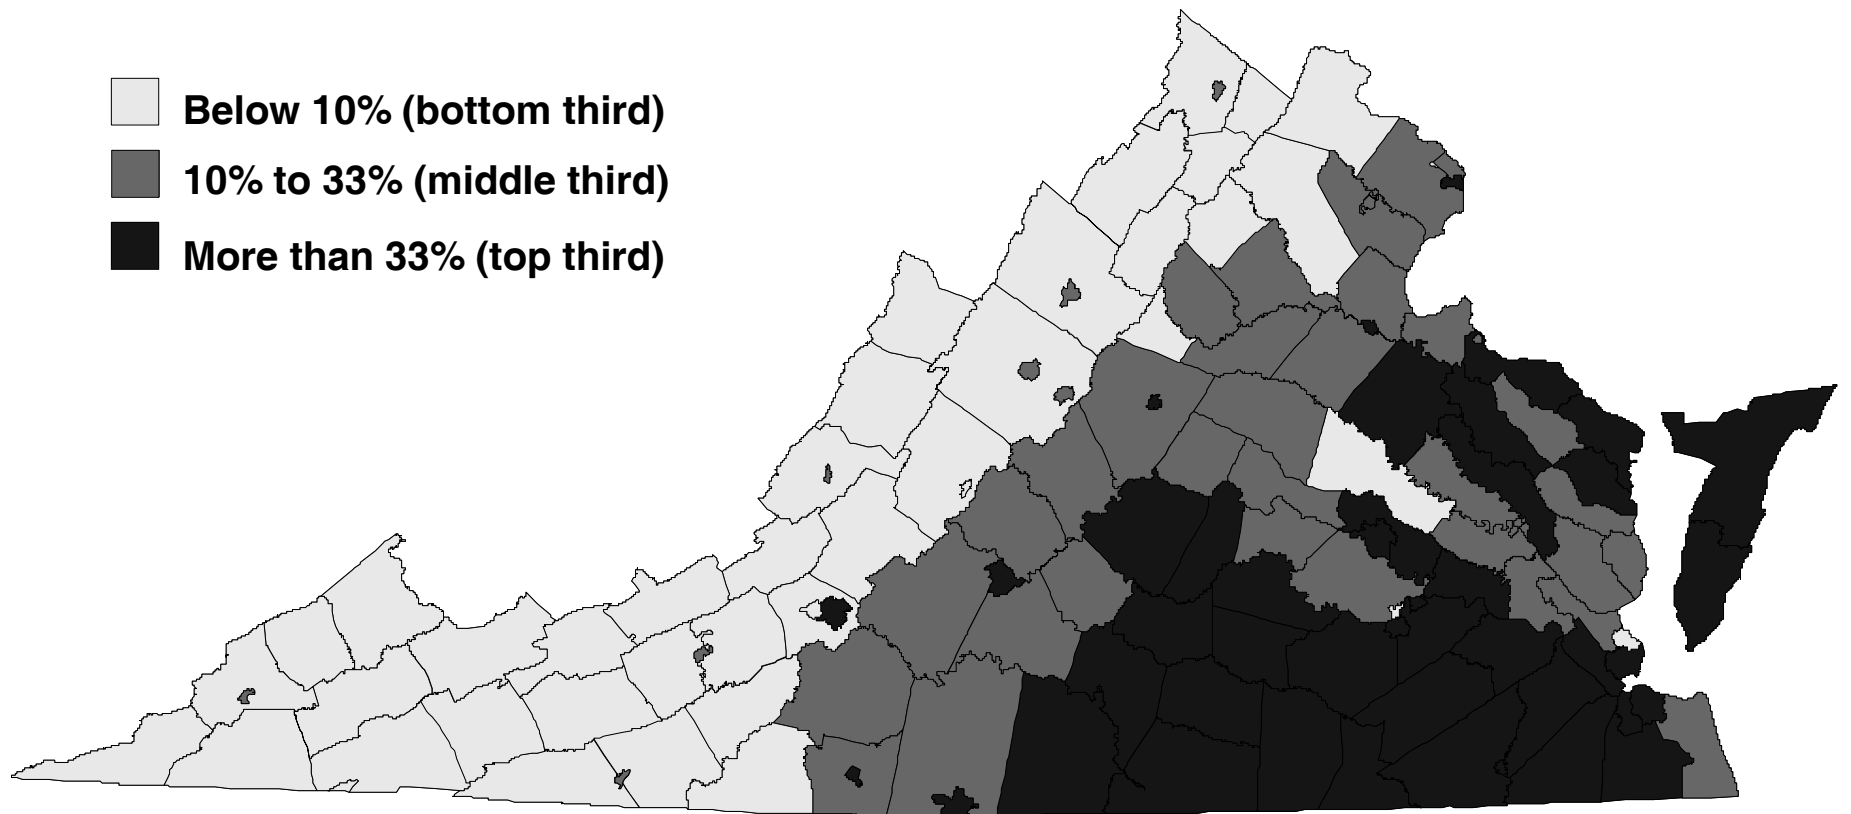 Below 10% (bottom third)
10% to 33% (middle third)
More than 33% (top third)